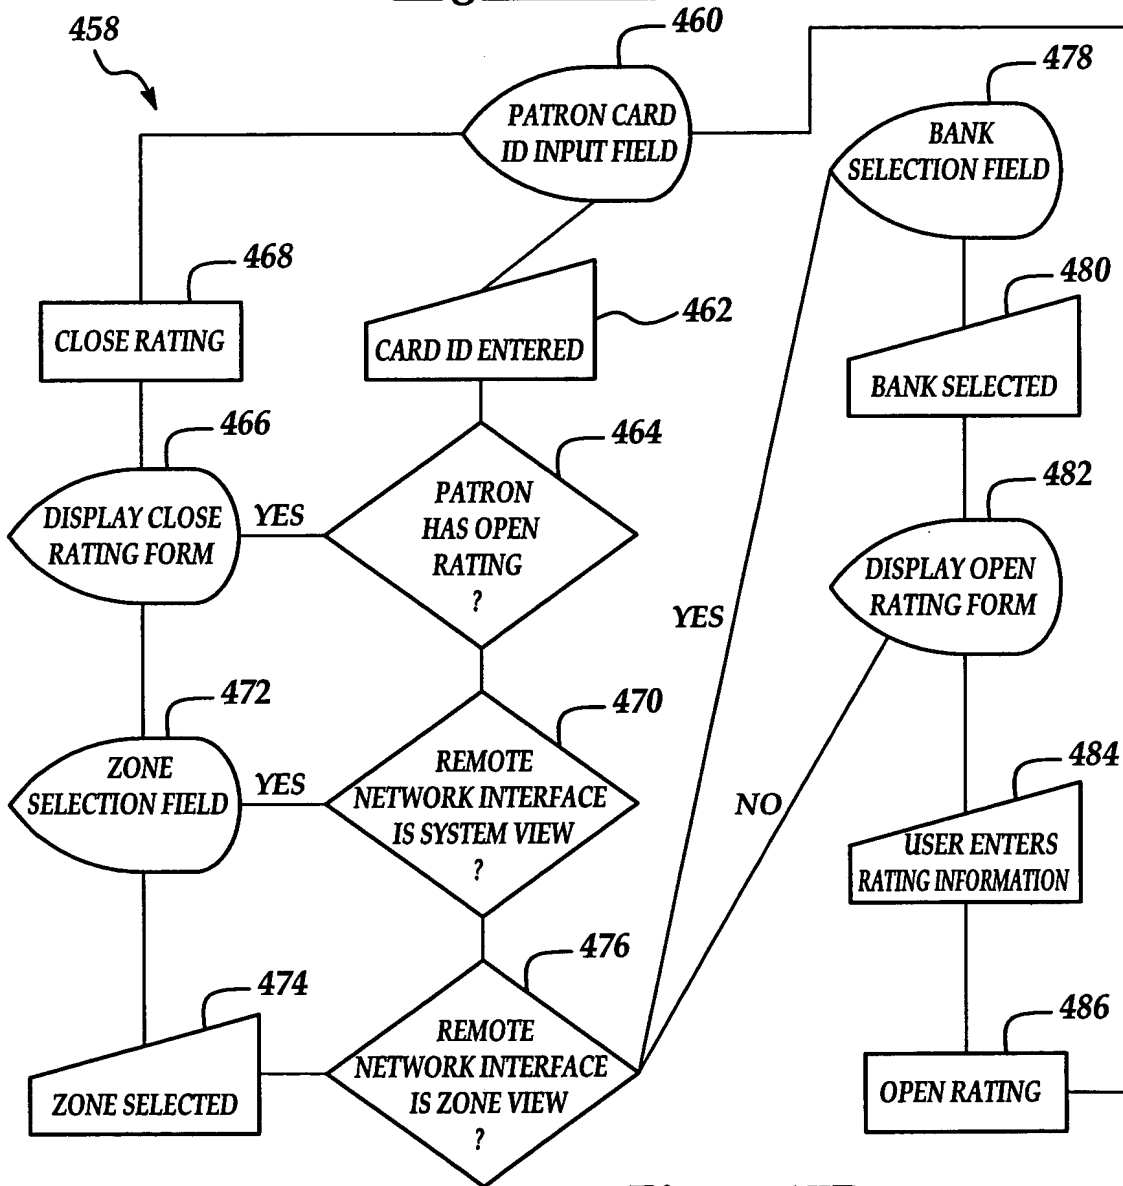 458
460
PATRON CARD
ID INPUT FIELD
478
BANK
SELECTION FIELD
468
CLOSE RATING
462
CARD ID ENTERED
480
BANK SELECTED
466
DISPLAY CLOSE
RATING FORM
YES
464
PATRON
HAS OPEN
RATING
?
482
DISPLAY OPEN
RATING FORM
YES
472
ZONE
SELECTION FIELD
YES
470
REMOTE
NETWORK INTERFACE
IS SYSTEM VIEW
?
NO
484
USER ENTERS
RATING INFORMATION
474
ZONE SELECTED
476
REMOTE
NETWORK INTERFACE
IS ZONE VIEW
?
486
OPEN RATING